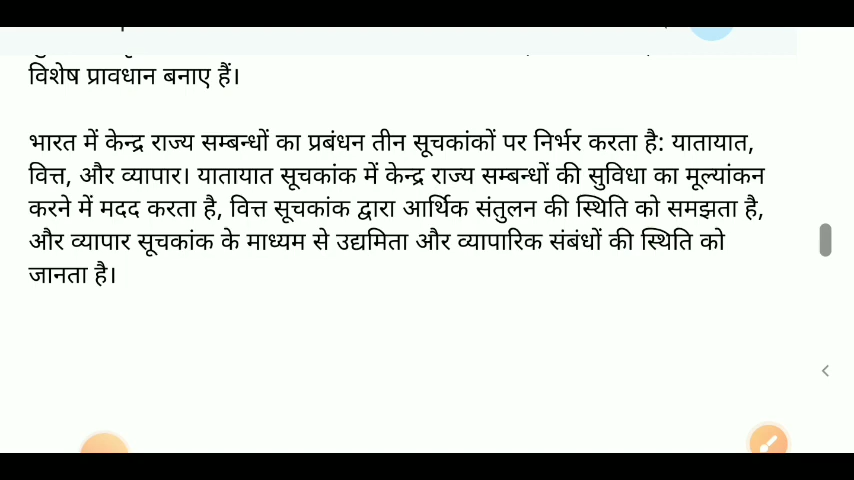 विशेष प्रावधान बनाए हैं।
भारत में केन्द्र राज्य सम्बन्धों का प्रबंधन तीन सूचकांकों पर निर्भर करता है: यातायात,
वित्त, और व्यापार। यातायात सूचकांक में केन्द्र राज्य सम्बन्धों की सुविधा का मूल्यांकन
करने में मदद करता है, वित्त सूचकांक द्वारा आर्थिक संतुलन की स्थिति को समझता है,
और व्यापार सूचकांक के माध्यम से उद्यमिता और व्यापारिक संबंधों की स्थिति को
जानता है।